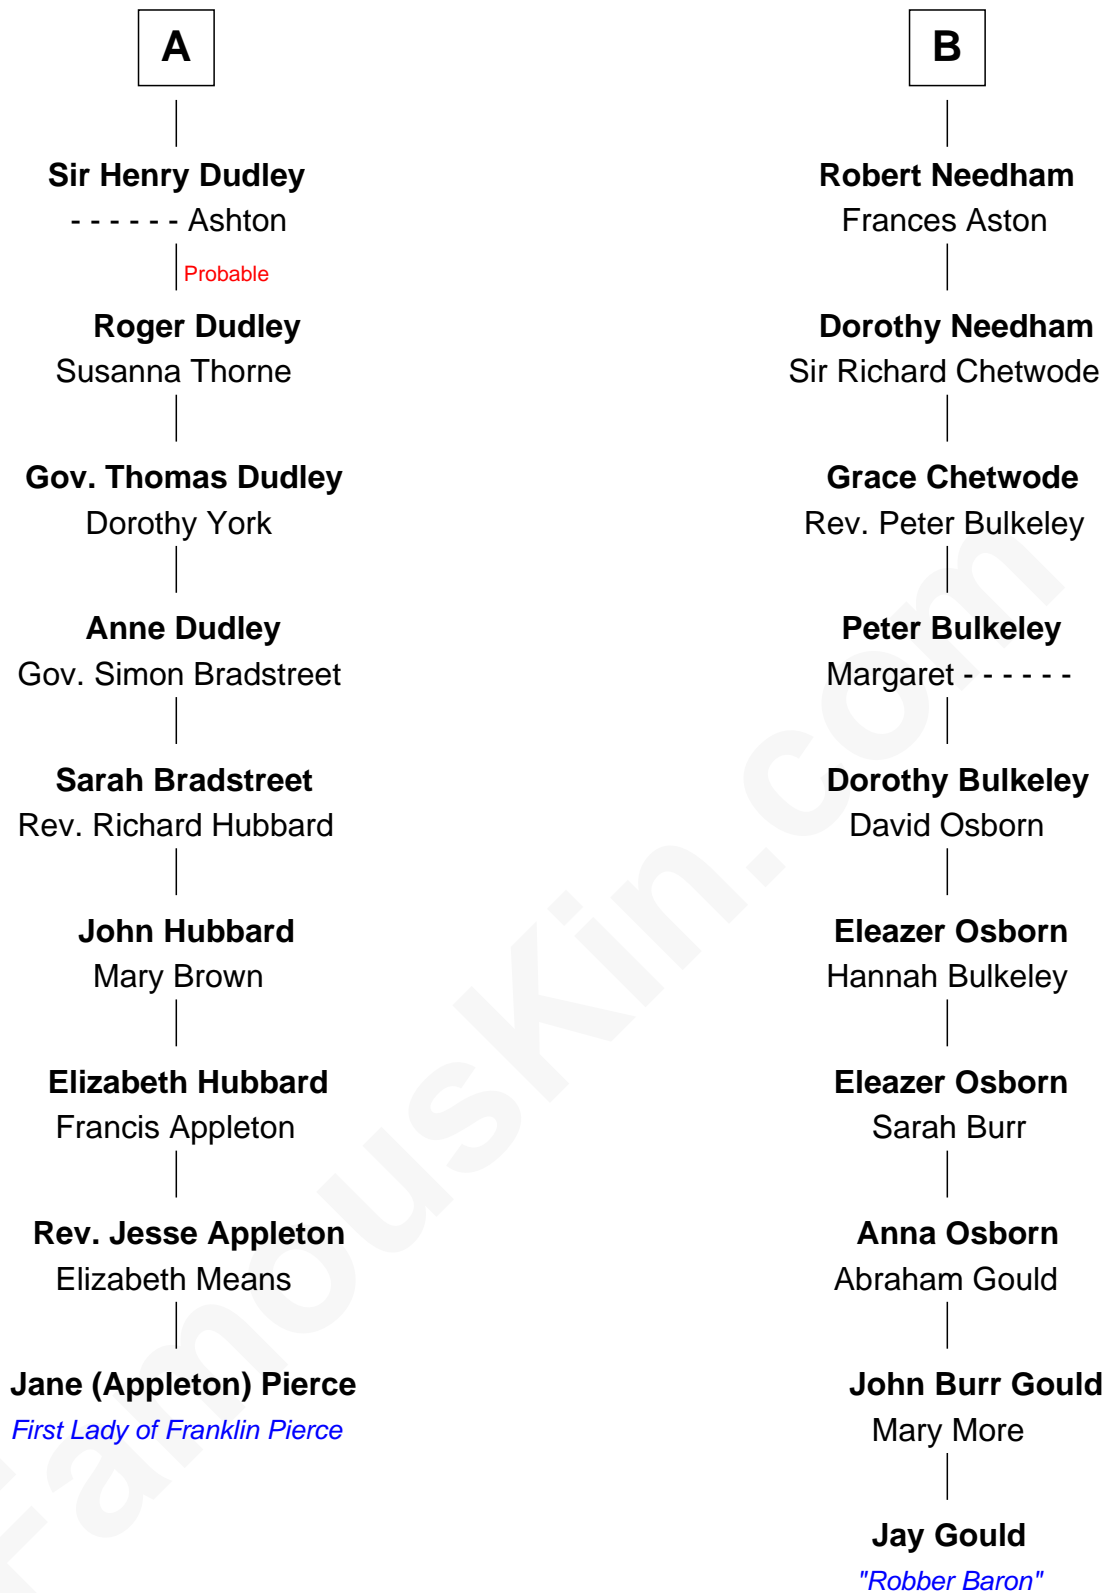 A
Sir Henry Dudley
- - - - - - Ashton
Probable
Roger Dudley
Susanna Thorne
Gov. Thomas Dudley
Dorothy York
Anne Dudley
Gov. Simon Bradstreet
Sarah Bradstreet
Rev. Richard Hubbard
John Hubbard
Mary Brown
Elizabeth Hubbard
Francis Appleton
Rev. Jesse Appleton
Elizabeth Means
Jane (Appleton) Pierce
First Lady of Franklin Pierce
B
Robert Needham
Frances Aston
Dorothy Needham
Sir Richard Chetwode
Grace Chetwode
Rev. Peter Bulkeley
Peter Bulkeley
Margaret - - - - - -
Dorothy Bulkeley
David Osborn
Eleazer Osborn
Hannah Bulkeley
Eleazer Osborn
Sarah Burr
Anna Osborn
Abraham Gould
John Burr Gould
Mary More
Jay Gould
"Robber Baron"
FamousKin.com